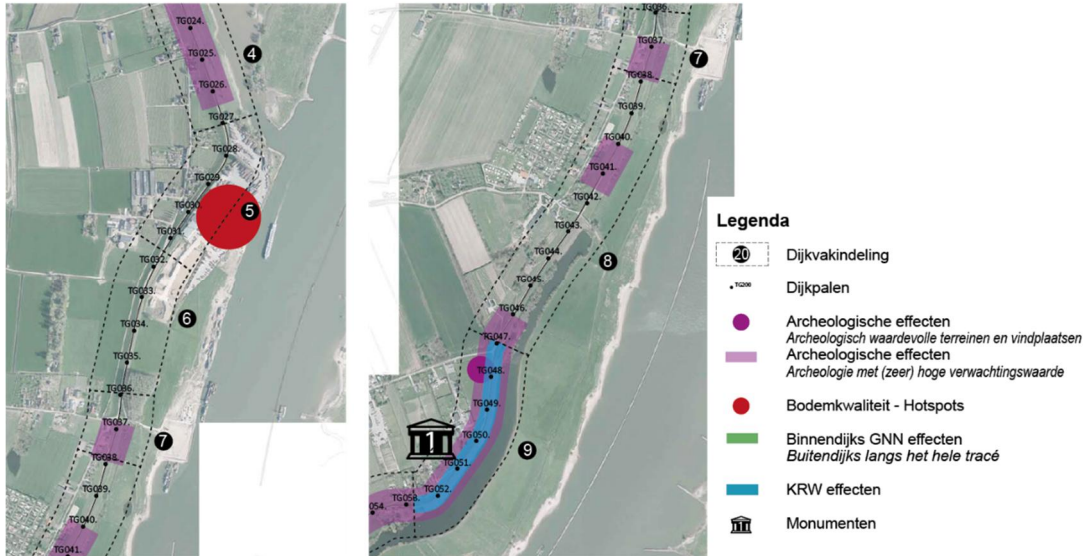 TG024.
4
TG025.
TG026.
TG027.
TG028.
TG029.
TG030.
5
TG031.
TG032.
TG033.
6
TG034.
TG035.
TG036.
TG037.
7
TG038.
TG039.
TG040.
TG041.
TG036.
TG037.
7
TG038.
TG039.
TG040.
TG041.
TG042.
TG043.
TG044.
8
TG045.
TG046.
TG047.
TG048.
TG049.
1
TG050.
9
TG051.
TG052.
TG053.
054.
Legenda
20 Dijkvakindeling
TG206 Dijkpalen
Archeologische effecten
Archeologisch waardevolle terreinen en vindplaatsen
Archeologische effecten
Archeologie met (zeer) hoge verwachtingswaarde
Bodemkwaliteit - Hotspots
Binnendijks GNN effecten
Buitendijks langs het hele tracé
KRW effecten
1 Monumenten